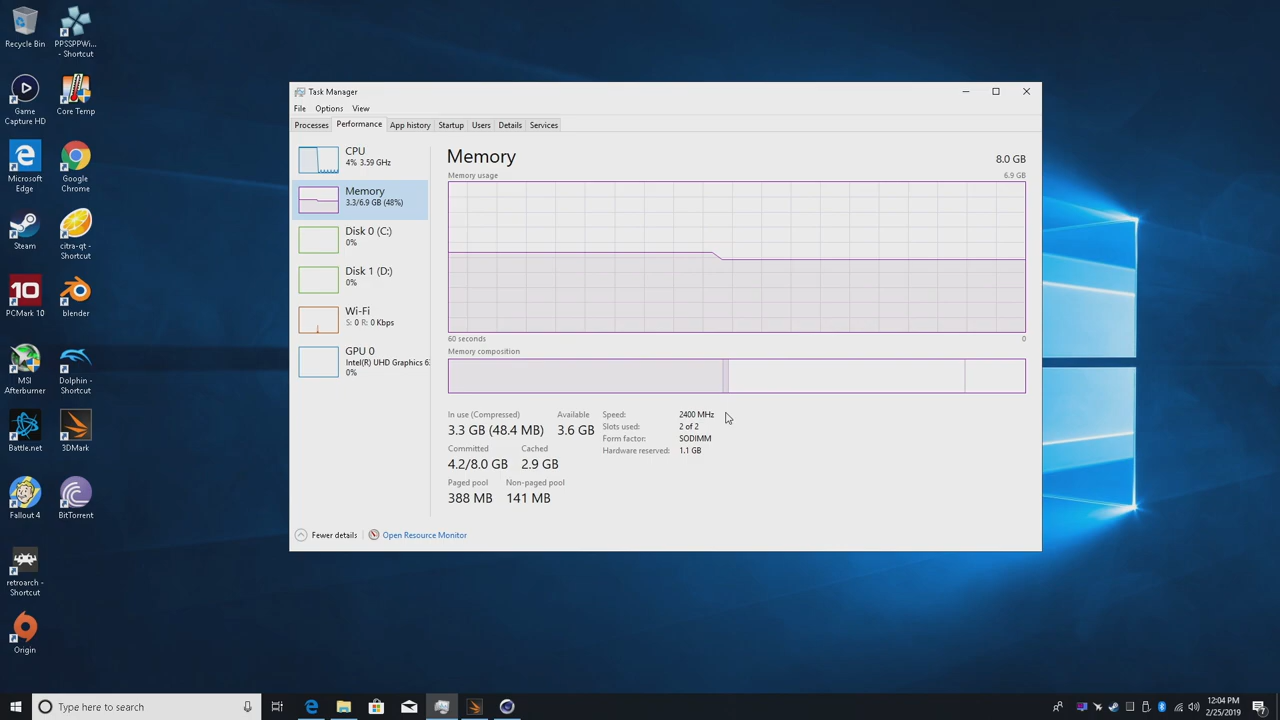 Recycle Bin
PPSSPPWi...
- Shortcut
Game
Capture HD
Core Temp
Microsoft
Edge
Google
Chrome
Steam
citra-qt -
Shortcut
10
PCMark 10
blender
MSI
Afterburner
Dolphin -
Shortcut
Battle.net
3DMark
Fallout 4
BitTorrent
retroarch -
Shortcut
Origin
Task Manager
File Options View
Processes Performance App history Startup Users Details Services
CPU
4% 3.59 GHz
Memory
3.3/6.9 GB (48%)
Disk 0 (C:)
0%
Disk 1 (D:)
0%
Wi-Fi
S: 0 R: 0 Kbps
GPU 0
Intel(R) UHD Graphics 6
0%
Memory 8.0 GB
Memory usage 6.9 GB
60 seconds 0
Memory composition
In use (Compressed) Available
3.3 GB (48.4 MB) 3.6 GB
Committed Cached
4.2/8.0 GB 2.9 GB
Paged pool Non-paged pool
388 MB 141 MB
Speed: 2400 MHz
Slots used: 2 of 2
Form factor: SODIMM
Hardware reserved: 1.1 GB
Fewer details Open Resource Monitor
Type here to search
12:04 PM
2/25/2019